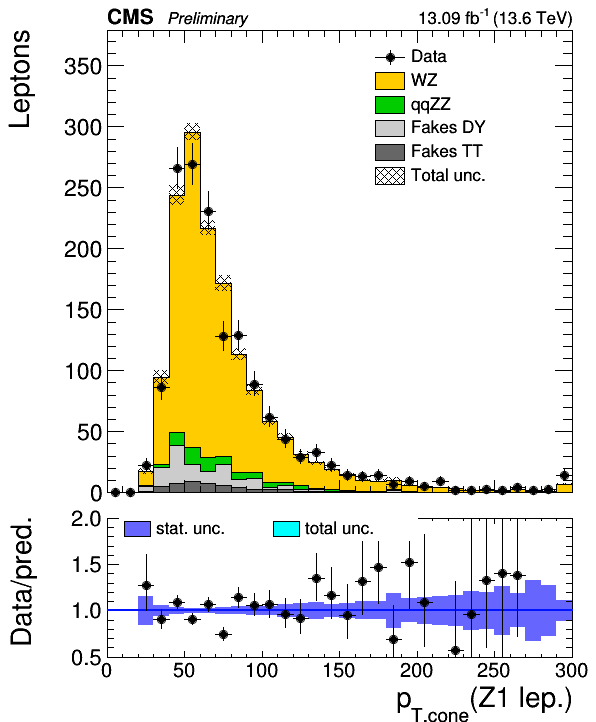 CMS Preliminary 13.09 fb⁻¹ (13.6 TeV)
Leptons
350
300
250
200
150
100
50
0
Data
WZ
qqZZ
Fakes DY
Fakes TT
Total unc.
Data/pred.
2.0
1.5
1.0
0.5
stat. unc.
total unc.
0 50 100 150 200 250 300
p_T,cone (Z1 lep.)